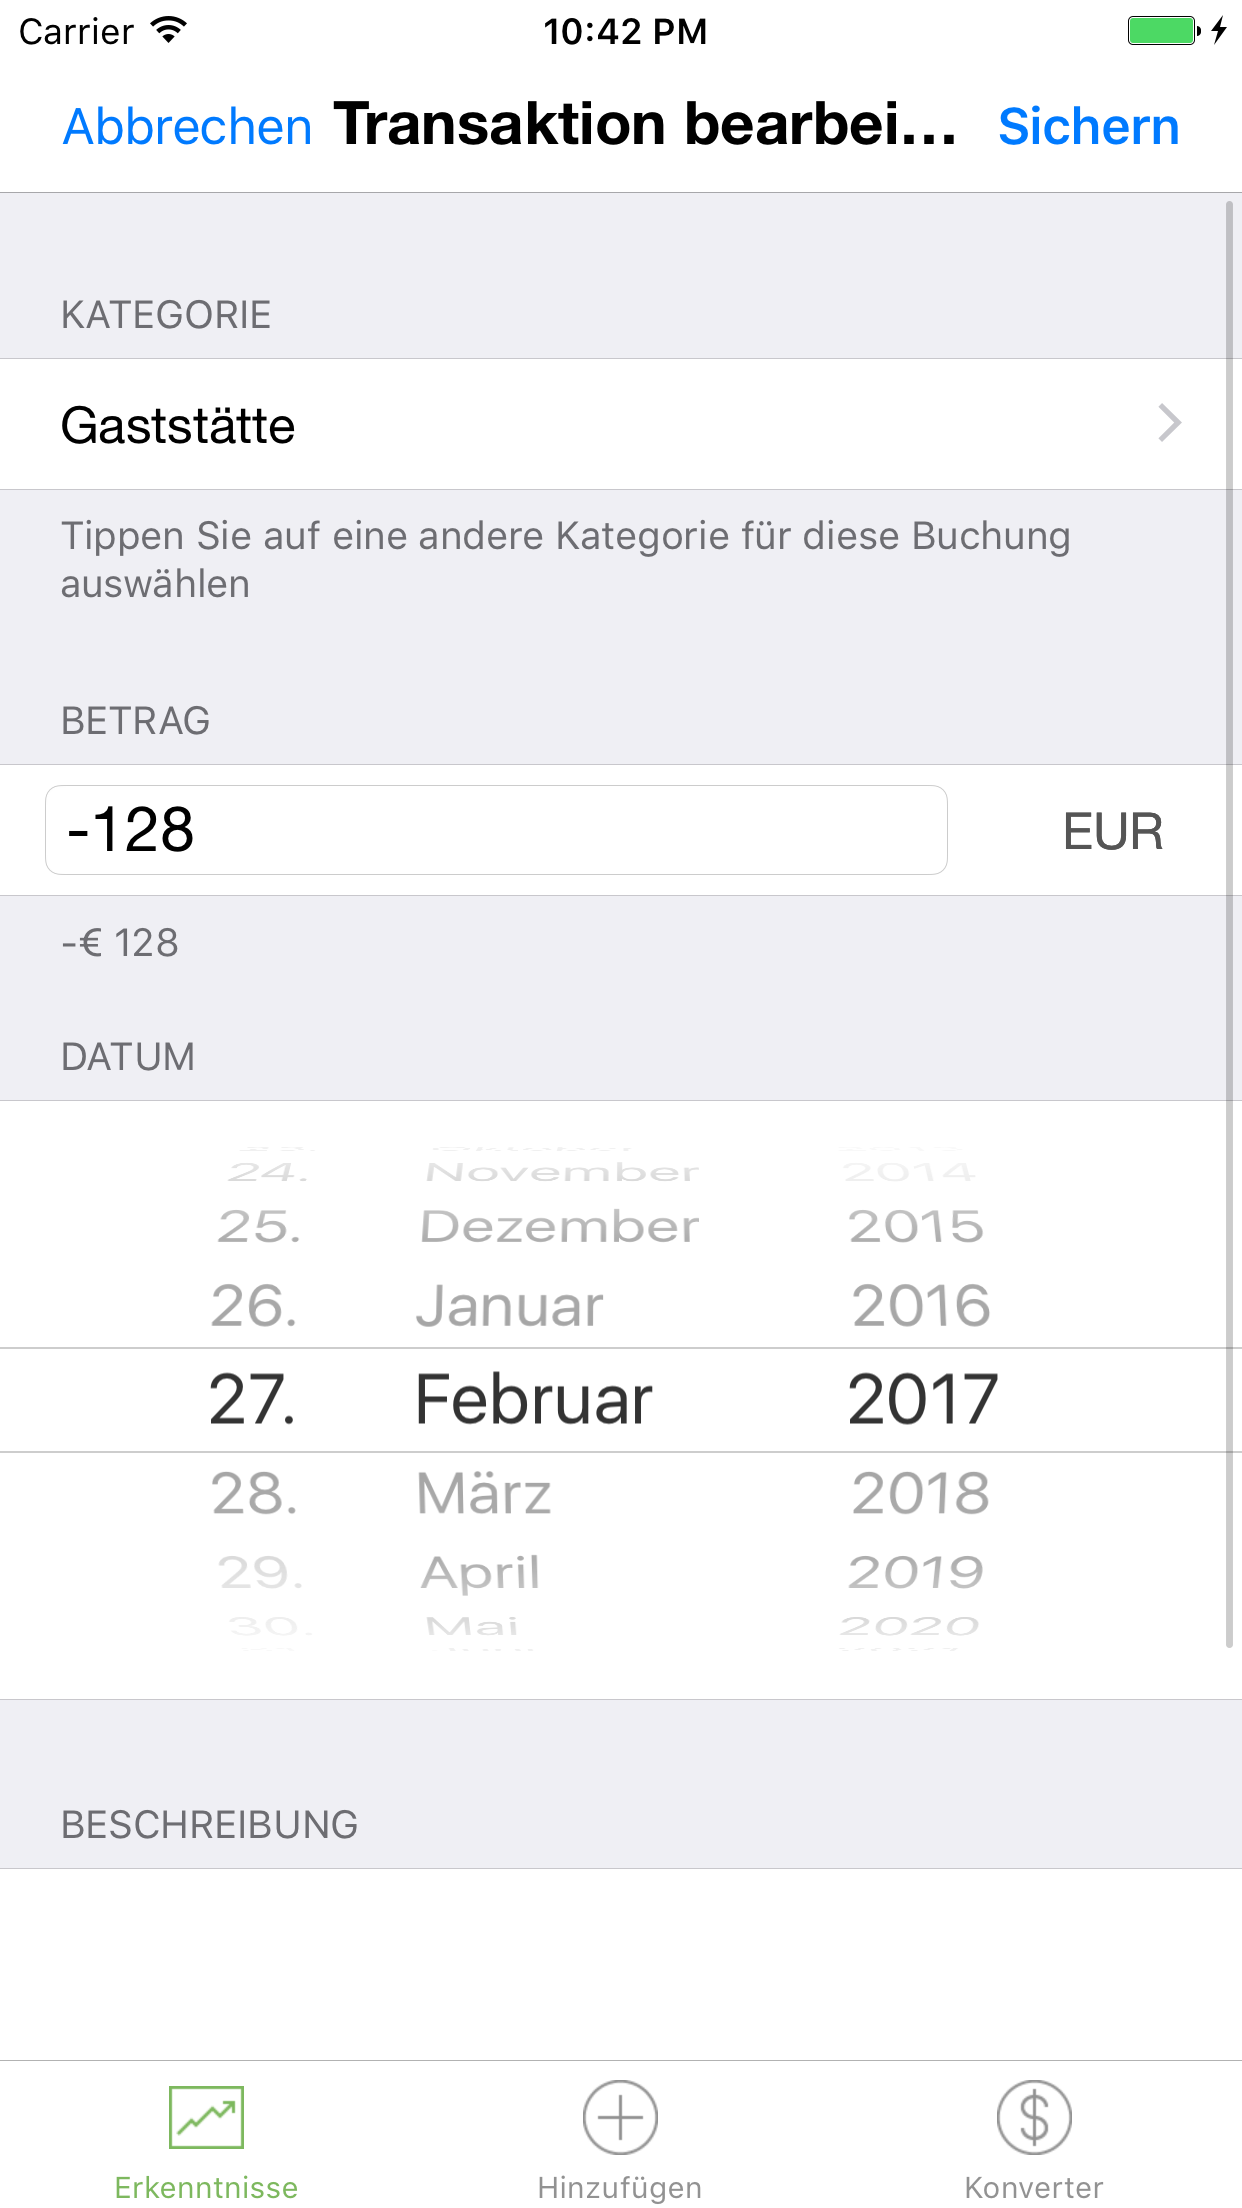 Carrier 10:42 PM
Abbrechen Transaktion bearbei... Sichern
KATEGORIE
Gaststätte
Tippen Sie auf eine andere Kategorie für diese Buchung
auswählen
BETRAG
-128 EUR
-€ 128
DATUM
24. November 2014
25. Dezember 2015
26. Januar 2016
27. Februar 2017
28. März 2018
29. April 2019
30. Mai 2020
BESCHREIBUNG
Erkenntnisse Hinzufügen Konverter